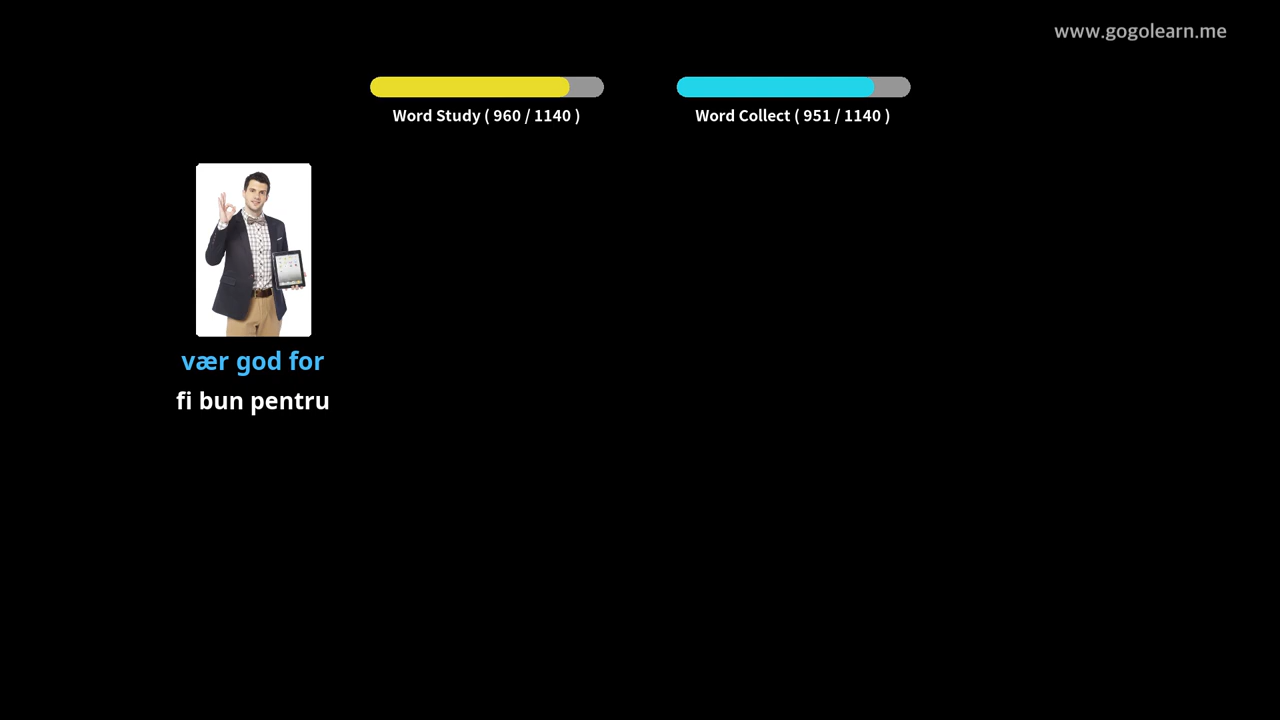 www.gogolearn.me
Word Study ( 960 / 1140 )
Word Collect ( 951 / 1140 )
vær god for
fi bun pentru